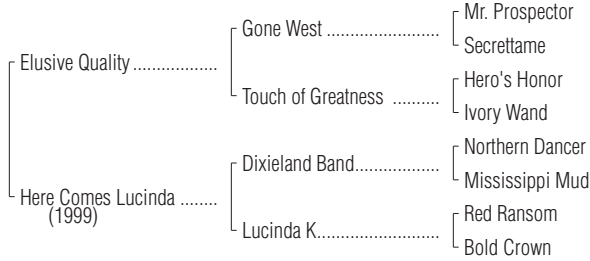 Mr. Prospector
Gone West ........................
Secrettame
Elusive Quality .................
Hero's Honor
Touch of Greatness ..........
Ivory Wand
Northern Dancer
Dixieland Band..................
Mississippi Mud
Here Comes Lucinda ........
(1999)
Red Ransom
Lucinda K..........................
Bold Crown